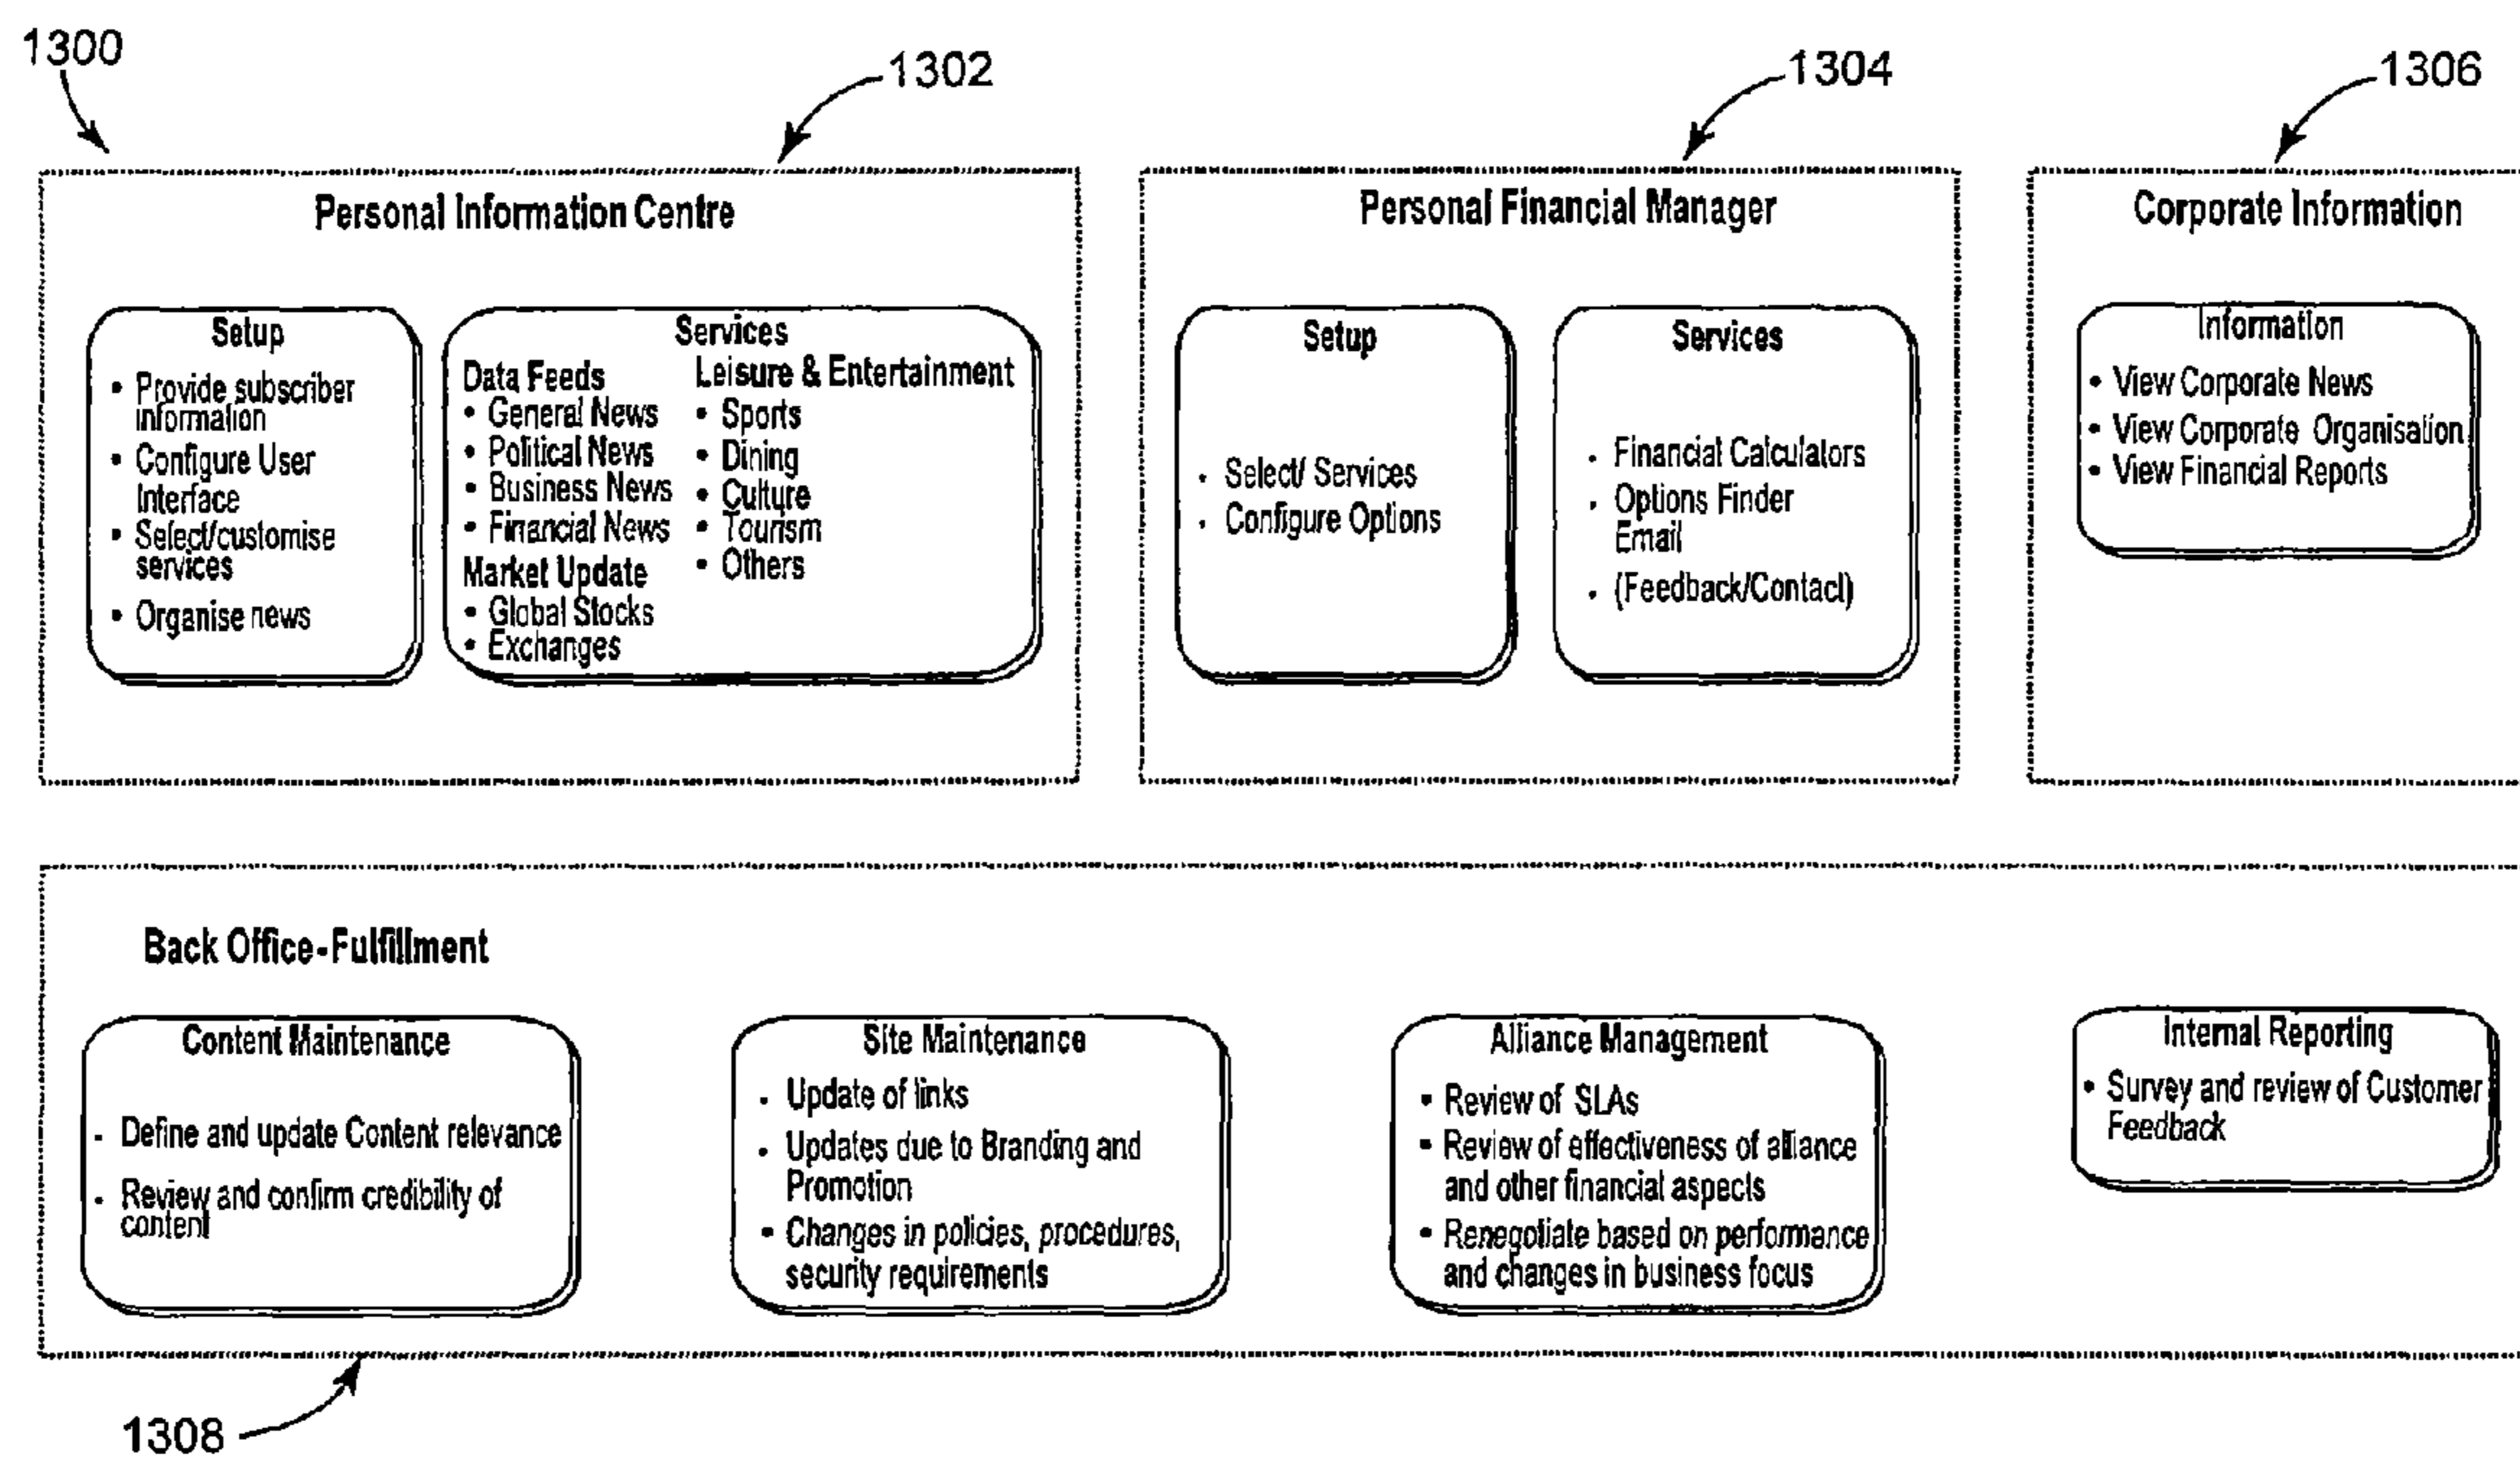 1300
1302
1304
1306
Personal Information Centre
Setup
• Provide subscriber
information
• Configure User
Interface
• Select/customise
services
• Organise news
Services
Data Feeds
• General News
• Political News
• Business News
• Financial News
Market Update
• Global Stocks
• Exchanges
Leisure & Entertainment
• Sports
• Dining
• Culture
• Tourism
• Others
Personal Financial Manager
Setup
• Select/ Services
• Configure Options
Services
• Financial Calculators
• Options Finder
Email
• (Feedback/Contact)
Corporate Information
Information
• View Corporate News
• View Corporate Organisation
• View Financial Reports
Back Office-Fulfillment
Content Maintenance
- Define and update Content relevance
• Review and confirm credibility of
content
Site Maintenance
• Update of links
• Updates due to Branding and
Promotion
• Changes in policies, procedures,
security requirements
Alliance Management
• Review of SLAs
• Review of effectiveness of alliance
and other financial aspects
• Renegotiate based on performance
and changes in business focus
Internal Reporting
• Survey and review of Customer
Feedback
1308